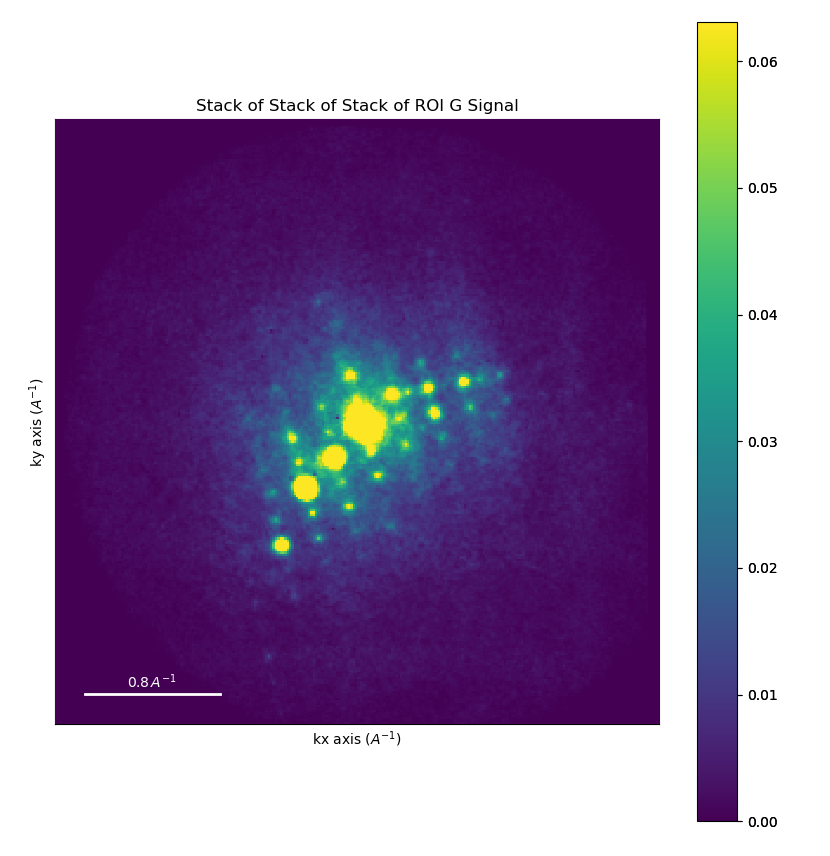 Stack of Stack of Stack of ROI G Signal
0.06
0.05
0.04
0.03
0.02
0.01
0.00
ky axis (A⁻¹)
0.8 A⁻¹
kx axis (A⁻¹)